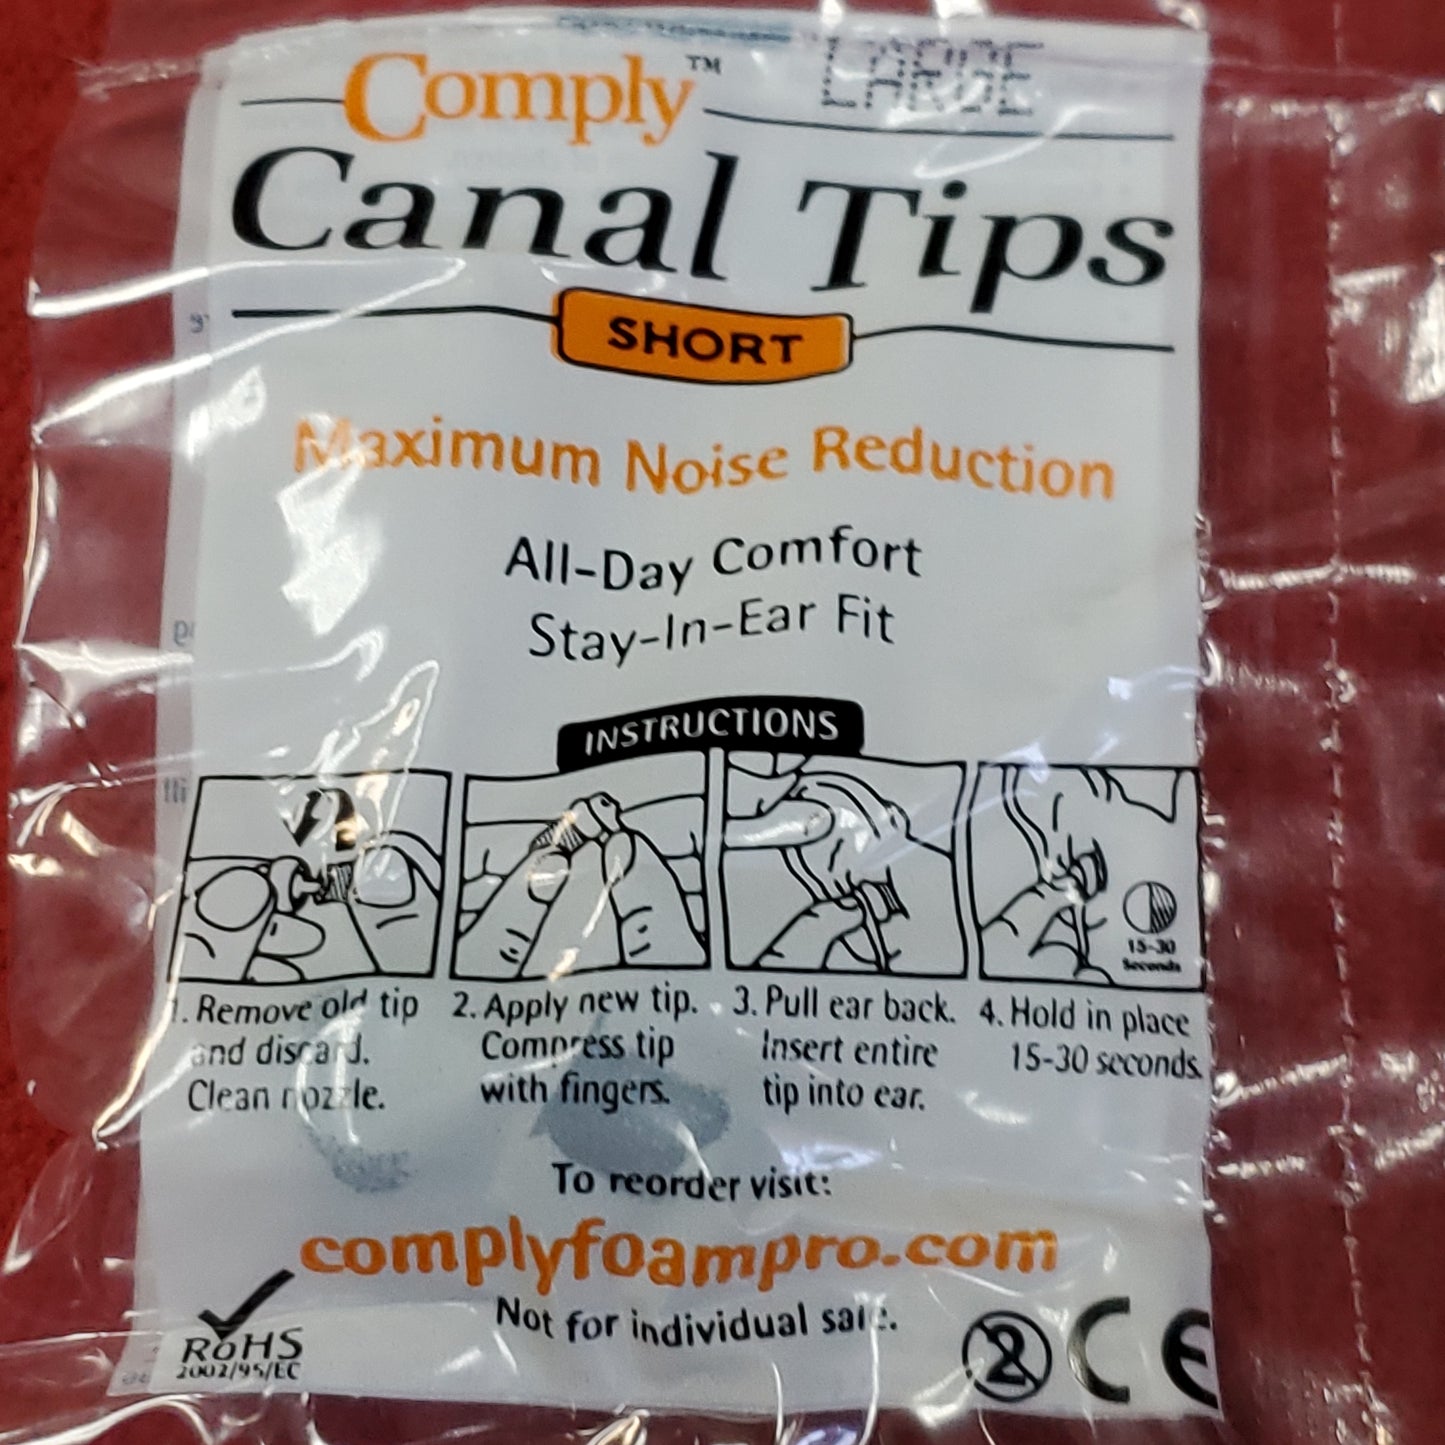 Comply™ LARGE
Canal Tips
SHORT
Maximum Noise Reduction
All-Day Comfort
Stay-In-Ear Fit
INSTRUCTIONS
15-30
Seconds
1. Remove old tip
and discard.
Clean nozzle.
2. Apply new tip.
Compress tip
with fingers.
3. Pull ear back.
Insert entire
tip into ear.
4. Hold in place
15-30 seconds.
To reorder visit:
complyfoampro.com
Not for individual sale.
RoHS
2002/95/EC
2
CE